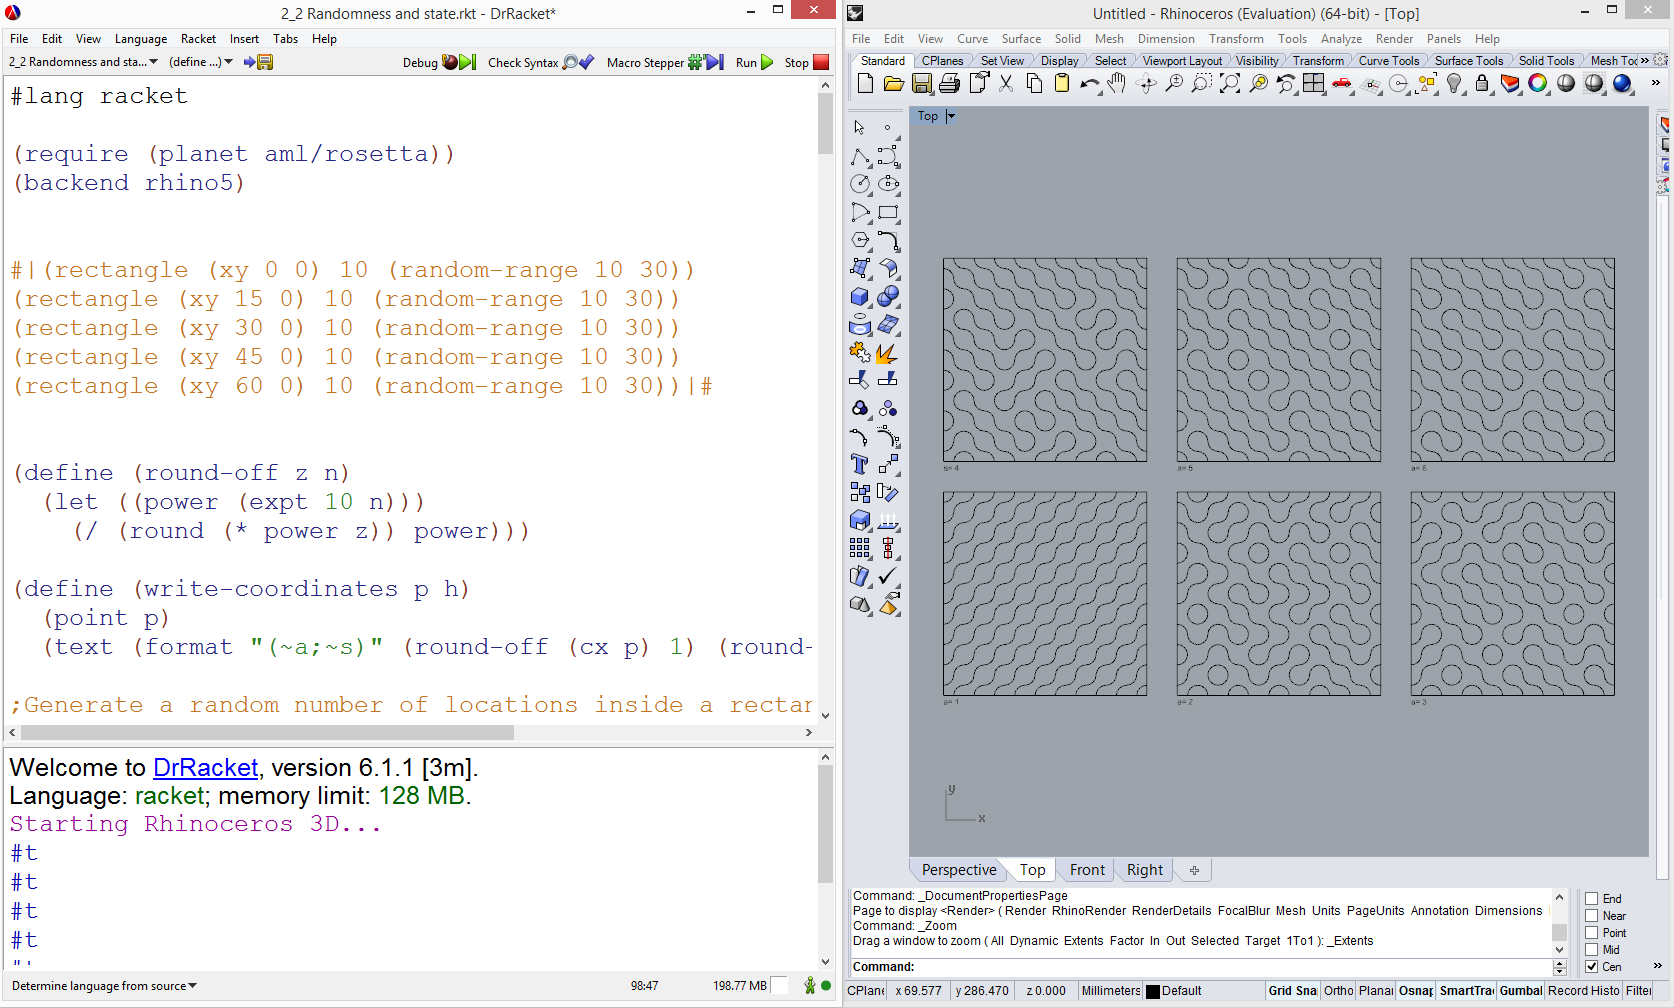 2_2 Randomness and state.rkt - DrRacket*
File Edit View Language Racket Insert Tabs Help
2_2 Randomness and sta... (define ...) Debug Check Syntax Macro Stepper Run Stop
#lang racket
(require (planet aml/rosetta))
(backend rhino5)
#|(rectangle (xy 0 0) 10 (random-range 10 30))
(rectangle (xy 15 0) 10 (random-range 10 30))
(rectangle (xy 30 0) 10 (random-range 10 30))
(rectangle (xy 45 0) 10 (random-range 10 30))
(rectangle (xy 60 0) 10 (random-range 10 30))|#
(define (round-off z n)
(let ((power (expt 10 n)))
(/ (round (* power z)) power)))
(define (write-coordinates p h)
(point p)
(text (format "(~a;~s)" (round-off (cx p) 1) (round-
;Generate a random number of locations inside a rectan
Welcome to DrRacket, version 6.1.1 [3m].
Language: racket; memory limit: 128 MB.
Starting Rhinoceros 3D...
#t
#t
#t
#t
Determine language from source 98:47 198.77 MB
Untitled - Rhinoceros (Evaluation) (64-bit) - [Top]
File Edit View Curve Surface Solid Mesh Dimension Transform Tools Analyze Render Panels Help
Standard CPlanes Set View Display Select Viewport Layout Visibility Transform Curve Tools Surface Tools Solid Tools Mesh Toc
Top
a= 5 a= 6
a= 1 a= 2 a= 3
y
x
Perspective Top Front Right
Command: _DocumentPropertiesPage
Page to display <Render> ( Render RhinoRender RenderDetails FocalBlur Mesh Units PageUnits Annotation Dimensions
Command: _Zoom
Drag a window to zoom ( All Dynamic Extents Factor In Out Selected Target 1To1 ): _Extents
Command:
End
Near
Point
Mid
Cen
CPlane x 69.577 y 286.470 z 0.000 Millimeters Default Grid Sna Ortho Planar Osnap SmartTrac Gumbal Record Histo Filter